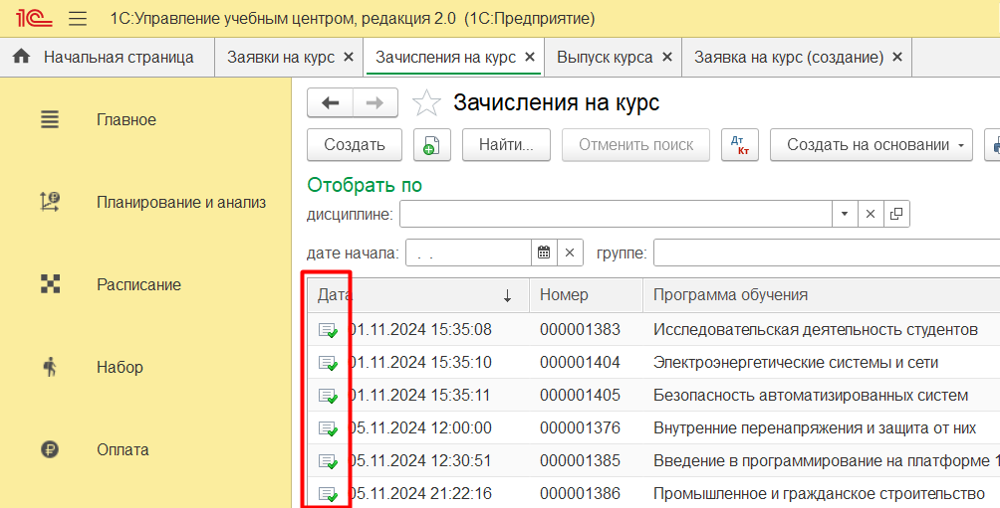 1С:Управление учебным центром, редакция 2.0 (1С:Предприятие)
Начальная страница Заявки на курс Зачисления на курс Выпуск курса Заявка на курс (создание)
Главное
Планирование и анализ
Расписание
Набор
Оплата
Зачисления на курс
Создать Найти... Отменить поиск Дт Кт Создать на основании
Отобрать по
дисциплине:
дате начала: . . группе:
Дата Номер Программа обучения
01.11.2024 15:35:08 000001383 Исследовательская деятельность студентов
01.11.2024 15:35:10 000001404 Электроэнергетические системы и сети
01.11.2024 15:35:11 000001405 Безопасность автоматизированных систем
05.11.2024 12:00:00 000001376 Внутренние перенапряжения и защита от них
05.11.2024 12:30:51 000001385 Введение в программирование на платформе 1
05.11.2024 21:22:16 000001386 Промышленное и гражданское строительство